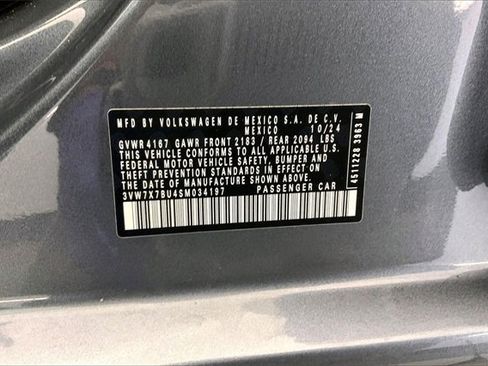 MFD BY VOLKSWAGEN DE MEXICO S.A. DE C.V.
MEXICO 10/24
GVWR4167 GAWR FRONT 2183 / REAR 2094 LBS
THIS VEHICLE CONFORMS TO ALL APPLICABLE U.S.
FEDERAL MOTOR VEHICLE SAFETY, BUMPER AND
THEFT PREVENTION STANDARDS IN EFFECT ON
THE DATE OF MANUFACTURE SHOWN ABOVE.
3VW7X7BU4SM034197 PASSENGER CAR
4511228 3963 M